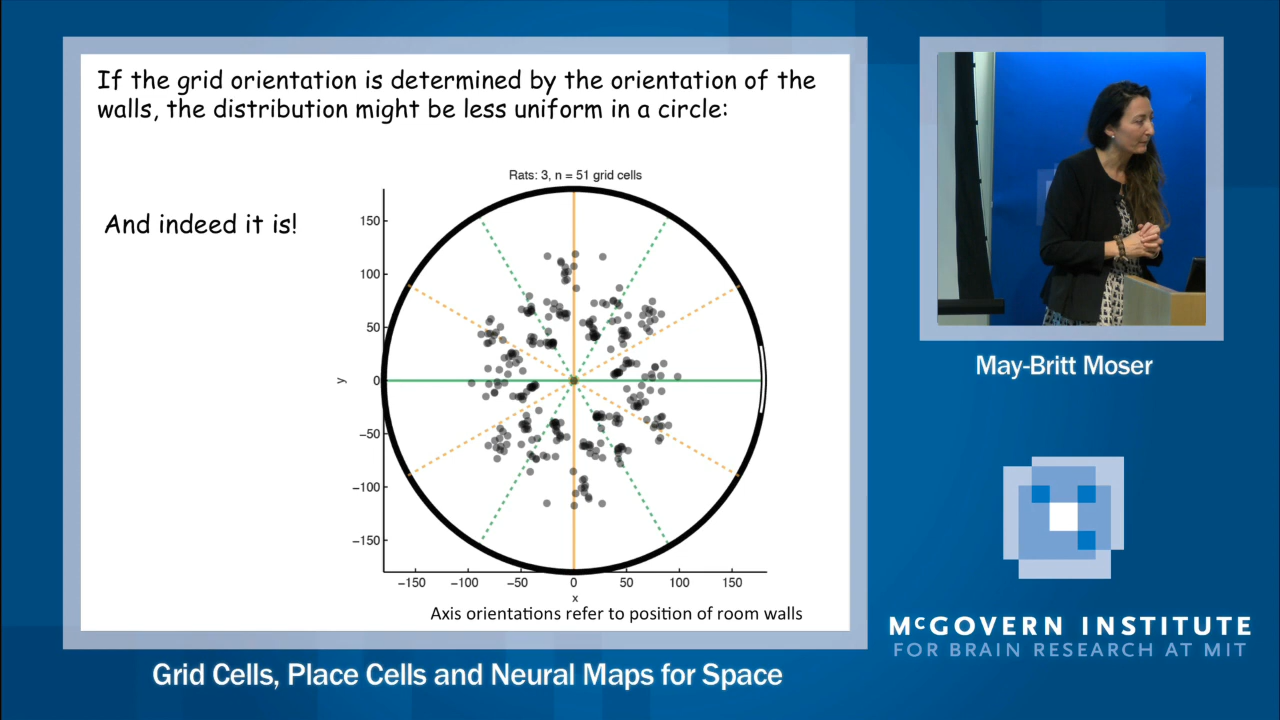 If the grid orientation is determined by the orientation of the
walls, the distribution might be less uniform in a circle:
And indeed it is!
Rats: 3, n = 51 grid cells
150
100
50
0
−50
−100
−150
y
−150 −100 −50 0 50 100 150
x
Axis orientations refer to position of room walls
May-Britt Moser
McGOVERN INSTITUTE
FOR BRAIN RESEARCH AT MIT
Grid Cells, Place Cells and Neural Maps for Space